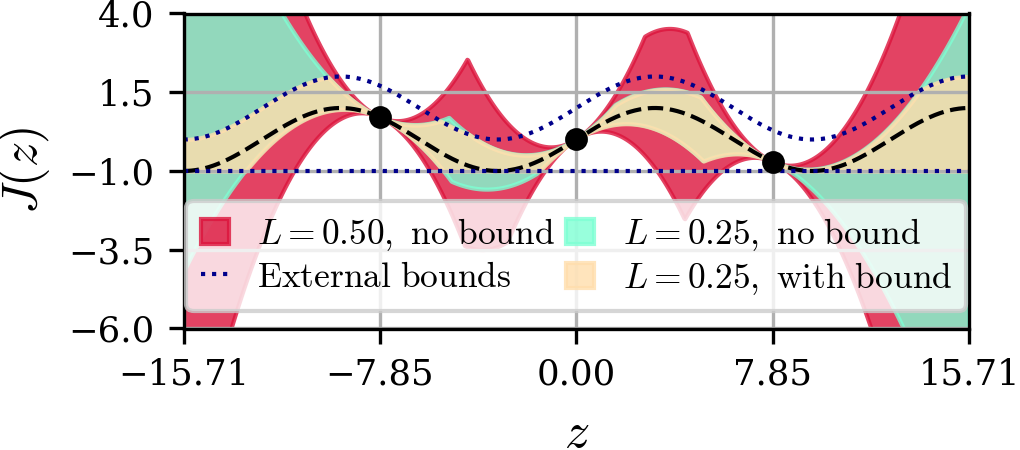 4.0
1.5
−1.0
−3.5
−6.0
J(z)
L = 0.50, no bound
L = 0.25, no bound
External bounds
L = 0.25, with bound
−15.71 −7.85 0.00 7.85 15.71
z